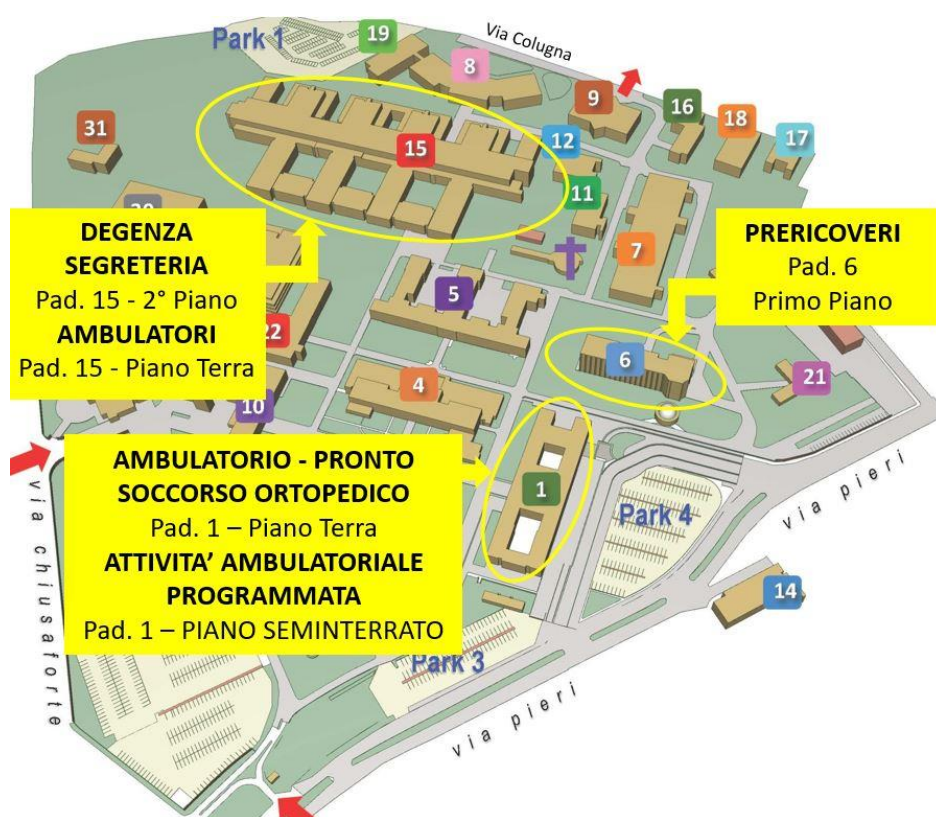 Park 1
19
Via Colugna
8
9
16
18
17
31
15
12
11
DEGENZA
SEGRETERIA
Pad. 15 - 2° Piano
AMBULATORI
Pad. 15 - Piano Terra
PRERICOVERI
Pad. 6
Primo Piano
7
5
22
6
21
4
10
AMBULATORIO - PRONTO
SOCCORSO ORTOPEDICO
Pad. 1 – Piano Terra
ATTIVITA’ AMBULATORIALE
PROGRAMMATA
Pad. 1 – PIANO SEMINTERRATO
1
Park 4
via pieri
14
Park 3
via pieri
via chiusaforte